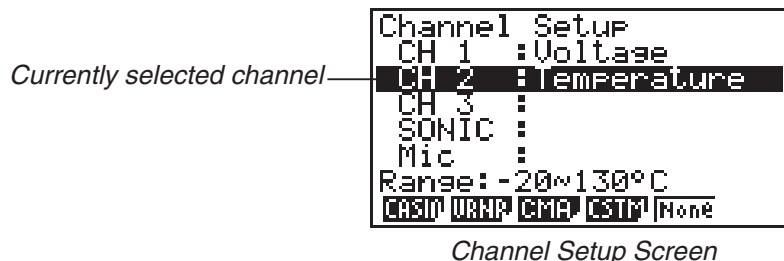 Channel Setup
CH 1 :Voltage
Currently selected channel
CH 2 :Temperature
CH 3 :
SONIC :
Mic :
Range:-20~130°C
CASIO VRNR CMA CSTM None
Channel Setup Screen